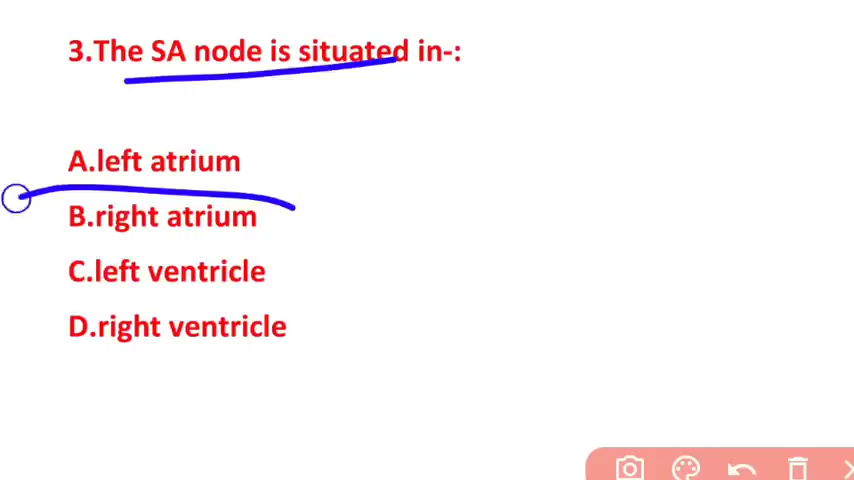 3.The SA node is situated in-:
A.left atrium
B.right atrium
C.left ventricle
D.right ventricle